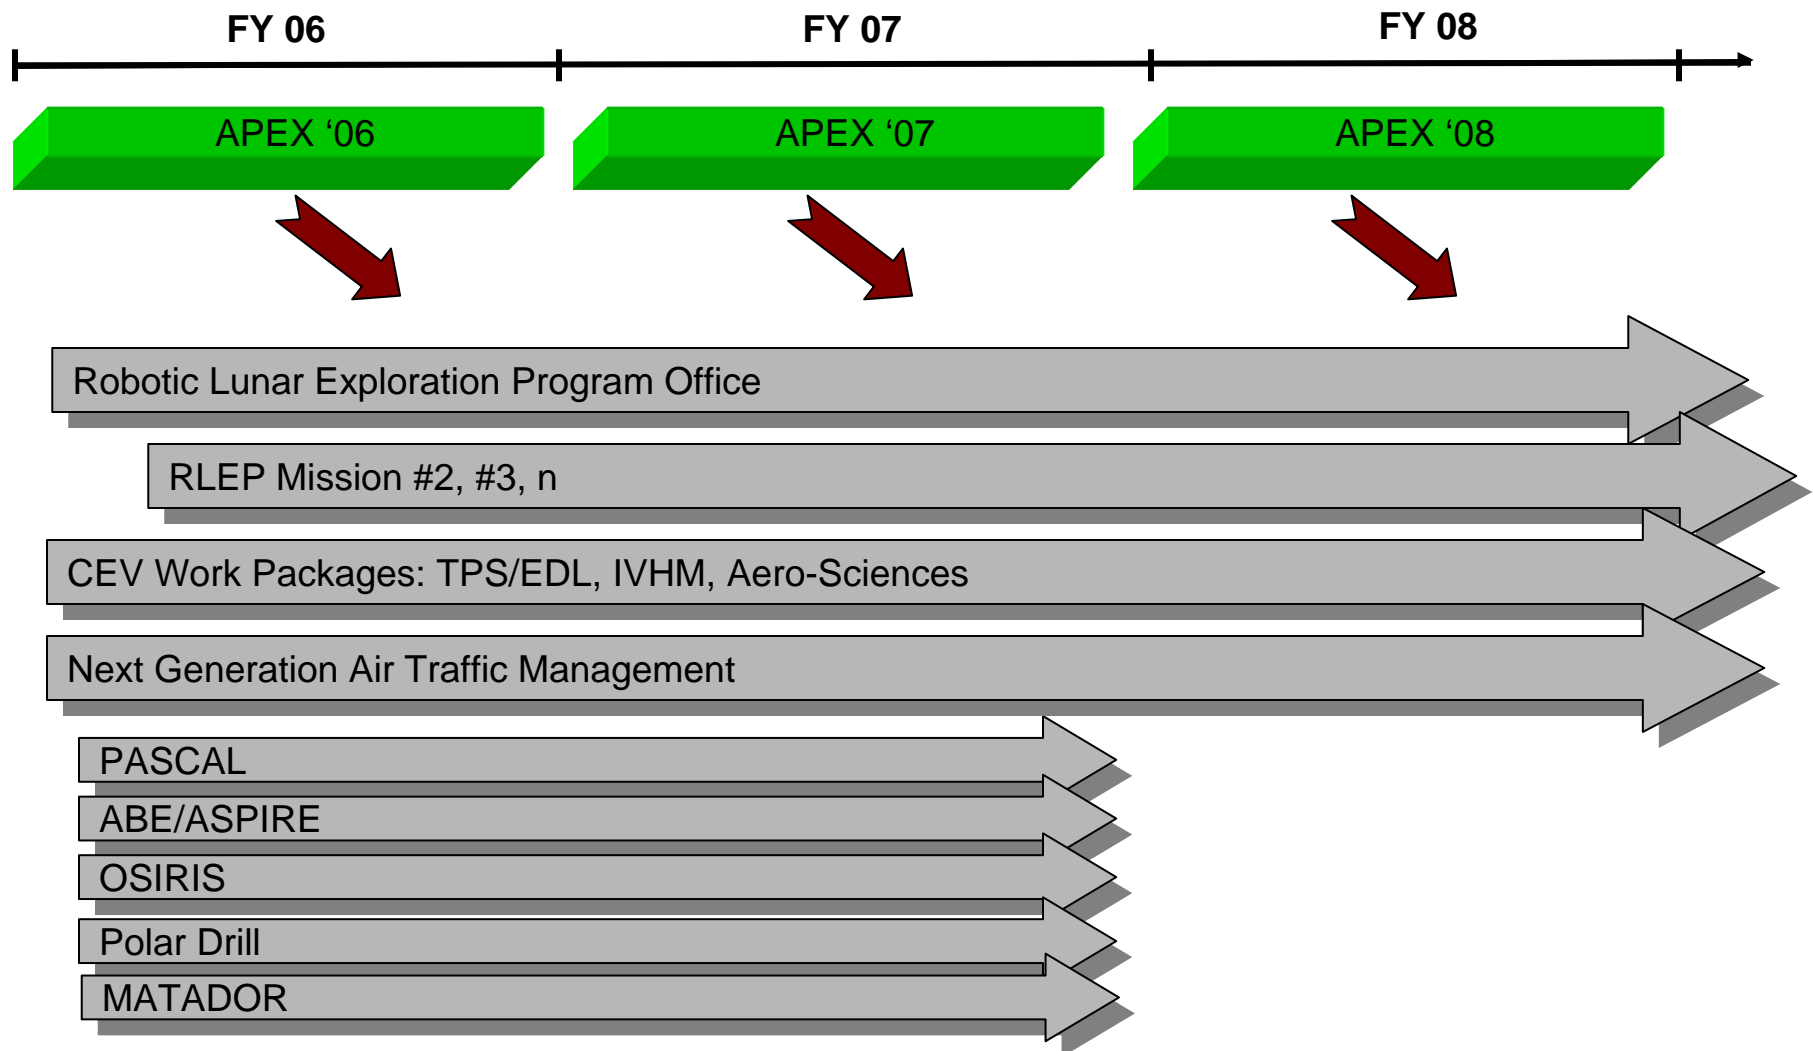 FY 06
FY 07
FY 08
APEX ‘06
APEX ‘07
APEX ‘08
Robotic Lunar Exploration Program Office
RLEP Mission #2, #3, n
CEV Work Packages: TPS/EDL, IVHM, Aero-Sciences
Next Generation Air Traffic Management
PASCAL
ABE/ASPIRE
OSIRIS
Polar Drill
MATADOR